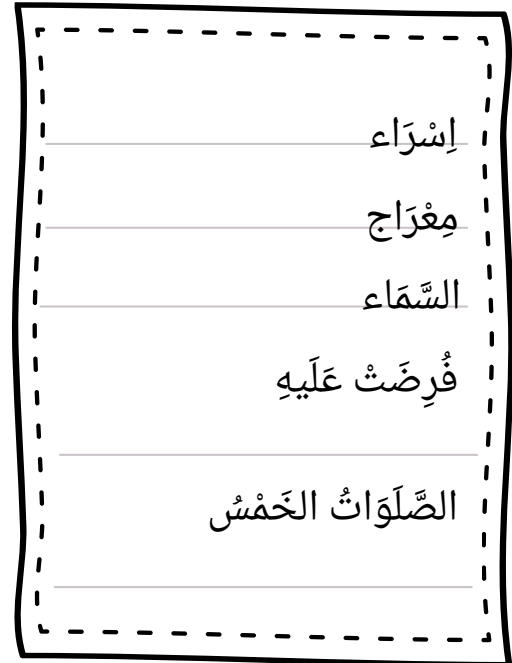 اِسْرَاء
مِعْرَاج
السَّمَاء
فُرِضَتْ عَلَيهِ
الصَّلَوَاتُ الخَمْسُ